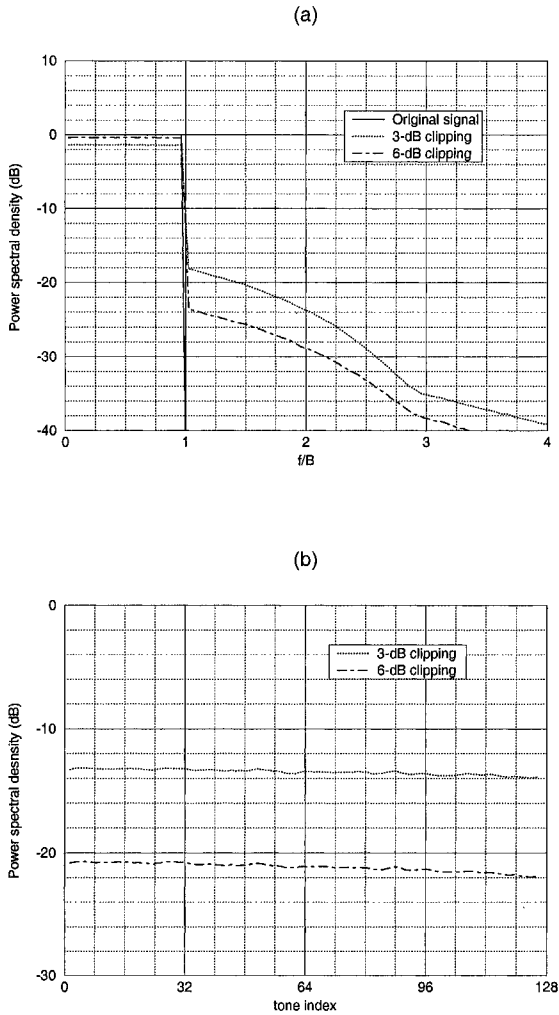 (a)
Power spectral density (dB)
10
0
-10
-20
-30
-40
Original signal
3-dB clipping
6-dB clipping
0 1 2 3 4
f/B
(b)
Power spectral desnsity (dB)
0
-10
-20
-30
3-dB clipping
6-dB clipping
0 32 64 96 128
tone index